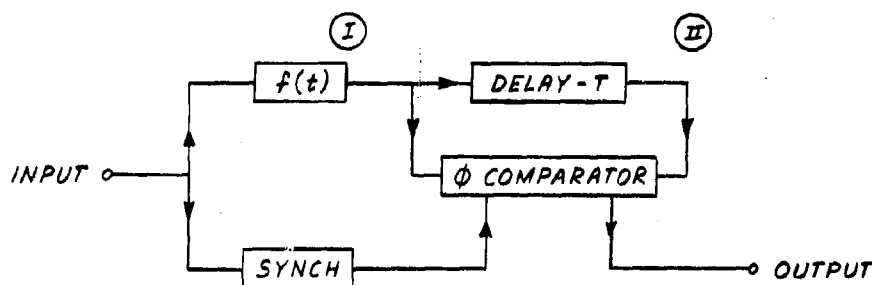 I
II
f(t)
DELAY-T
INPUT
φ COMPARATOR
SYNCH
OUTPUT